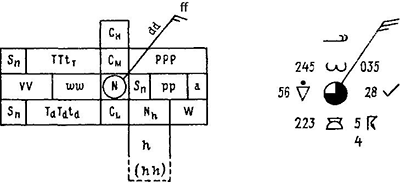 ff
dd
C_H
S_n TTt_T C_M PPP
VV ww N S_n pp a
S_n T_dT_dt_d C_L N_h W
h
(hh)
245 035
56 28
223 5
4